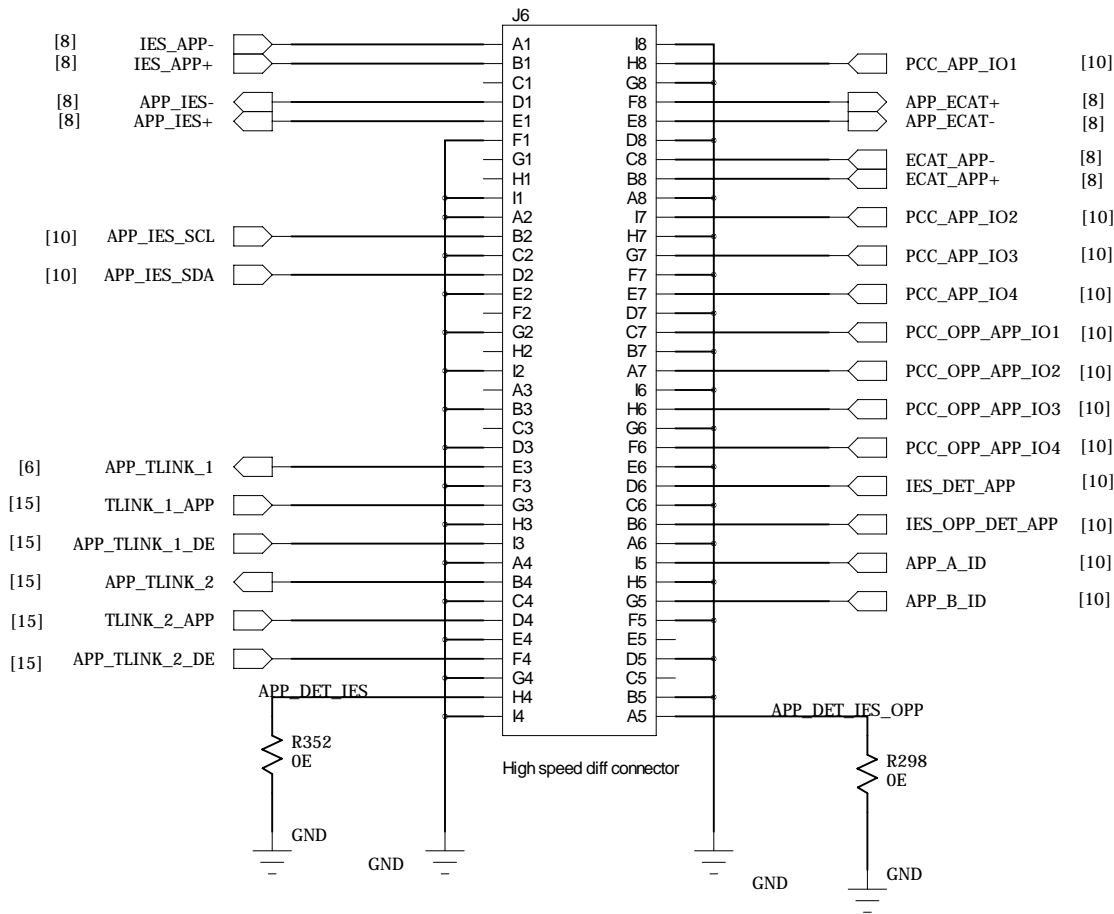 J6
[8] IES_APP- A1 I8
[8] IES_APP+ B1 H8 PCC_APP_IO1 [10]
C1 G8
[8] APP_IES- D1 F8 APP_ECAT+ [8]
[8] APP_IES+ E1 E8 APP_ECAT- [8]
F1 D8
G1 C8 ECAT_APP- [8]
H1 B8 ECAT_APP+ [8]
I1 A8
A2 I7 PCC_APP_IO2 [10]
[10] APP_IES_SCL B2 H7
C2 G7 PCC_APP_IO3 [10]
[10] APP_IES_SDA D2 F7
E2 E7 PCC_APP_IO4 [10]
F2 D7
G2 C7 PCC_OPP_APP_IO1 [10]
H2 B7
I2 A7 PCC_OPP_APP_IO2 [10]
A3 I6
B3 H6 PCC_OPP_APP_IO3 [10]
C3 G6
D3 F6 PCC_OPP_APP_IO4 [10]
[6] APP_TLINK_1 E3 E6
F3 D6 IES_DET_APP [10]
[15] TLINK_1_APP G3 C6
H3 B6 IES_OPP_DET_APP [10]
[15] APP_TLINK_1_DE I3 A6
A4 I5 APP_A_ID [10]
[15] APP_TLINK_2 B4 H5
C4 G5 APP_B_ID [10]
[15] TLINK_2_APP D4 F5
E4 E5
[15] APP_TLINK_2_DE F4 D5
G4 C5
APP_DET_IES H4 B5
I4 A5 APP_DET_IES_OPP
R352
0E
High speed diff connector
R298
0E
GND
GND
GND
GND